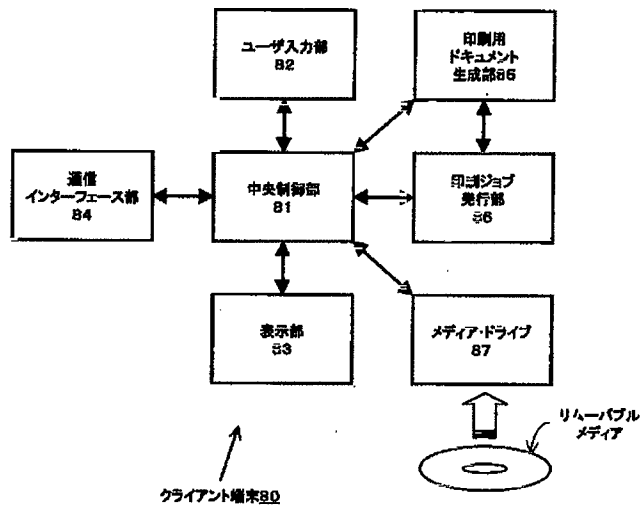 ユーザ入力部
82
印刷用
ドキュメント
生成部85
通信
インターフェース部
84
中央制御部
81
印刷ジョブ
発行部
86
表示部
83
メディア・ドライブ
87
リムーバブル
メディア
クライアント端末80